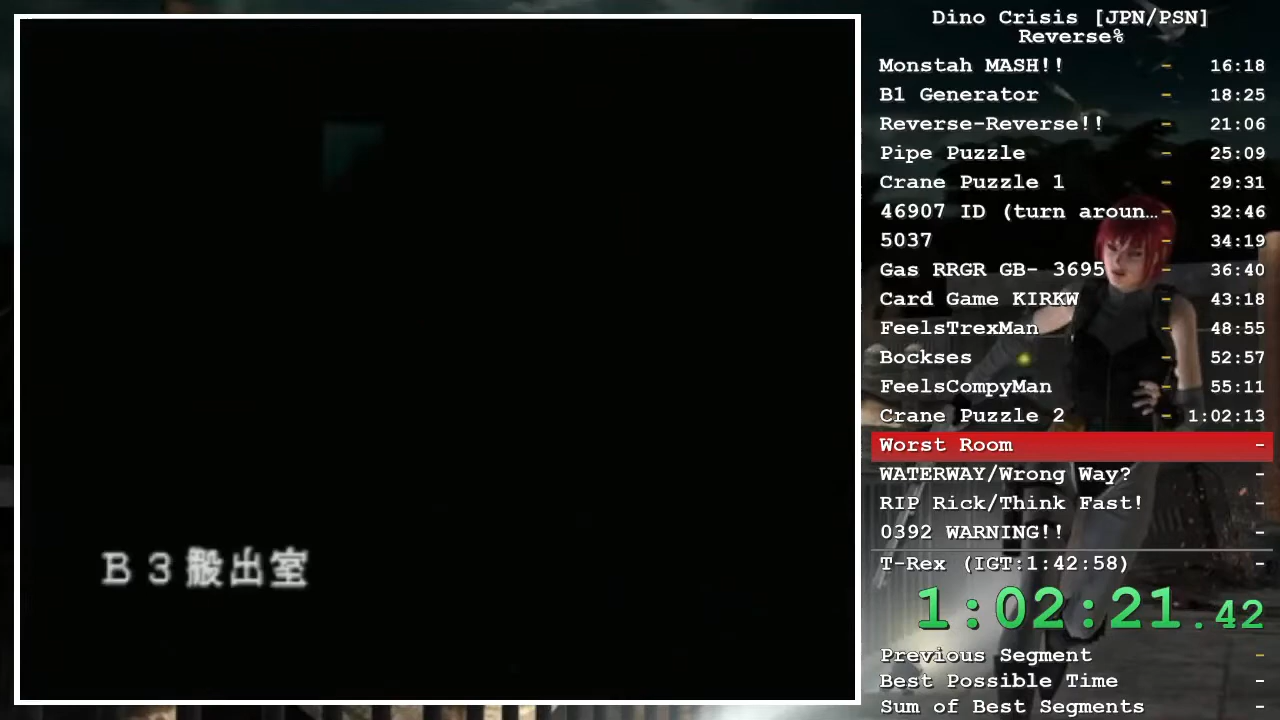 Dino Crisis [JPN/PSN]
Reverse%
Monstah MASH!! - 16:18
B1 Generator - 18:25
Reverse-Reverse!! - 21:06
Pipe Puzzle - 25:09
Crane Puzzle 1 - 29:31
46907 ID (turn aroun… - 32:46
5037 - 34:19
Gas RRGR GB- 3695 - 36:40
Card Game KIRKW - 43:18
FeelsTrexMan - 48:55
Bockses - 52:57
FeelsCompyMan - 55:11
Crane Puzzle 2 - 1:02:13
Worst Room -
WATERWAY/Wrong Way? -
RIP Rick/Think Fast! -
0392 WARNING!! -
T-Rex (IGT:1:42:58) -
1:02:21.42
Previous Segment -
Best Possible Time -
Sum of Best Segments -
B3搬出室